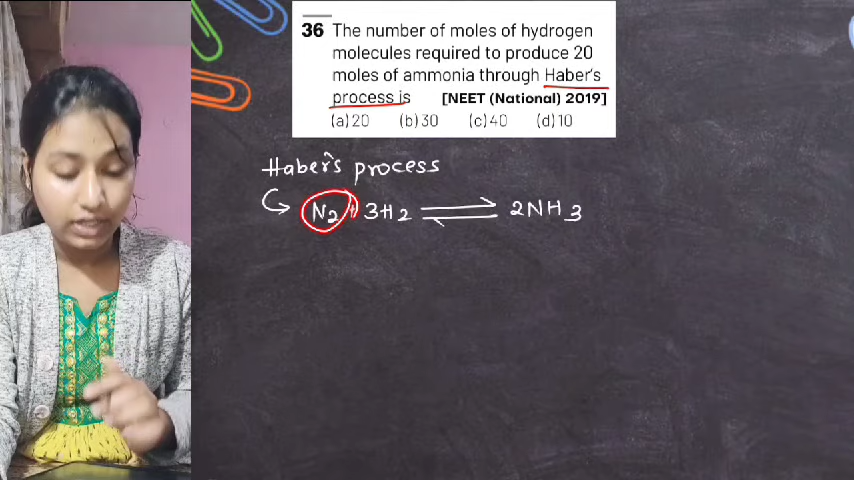 36 The number of moles of hydrogen
molecules required to produce 20
moles of ammonia through Haber's
process is [NEET (National) 2019]
(a) 20 (b) 30 (c) 40 (d) 10
Haber's process
N2 + 3H2 ⇌ 2NH3